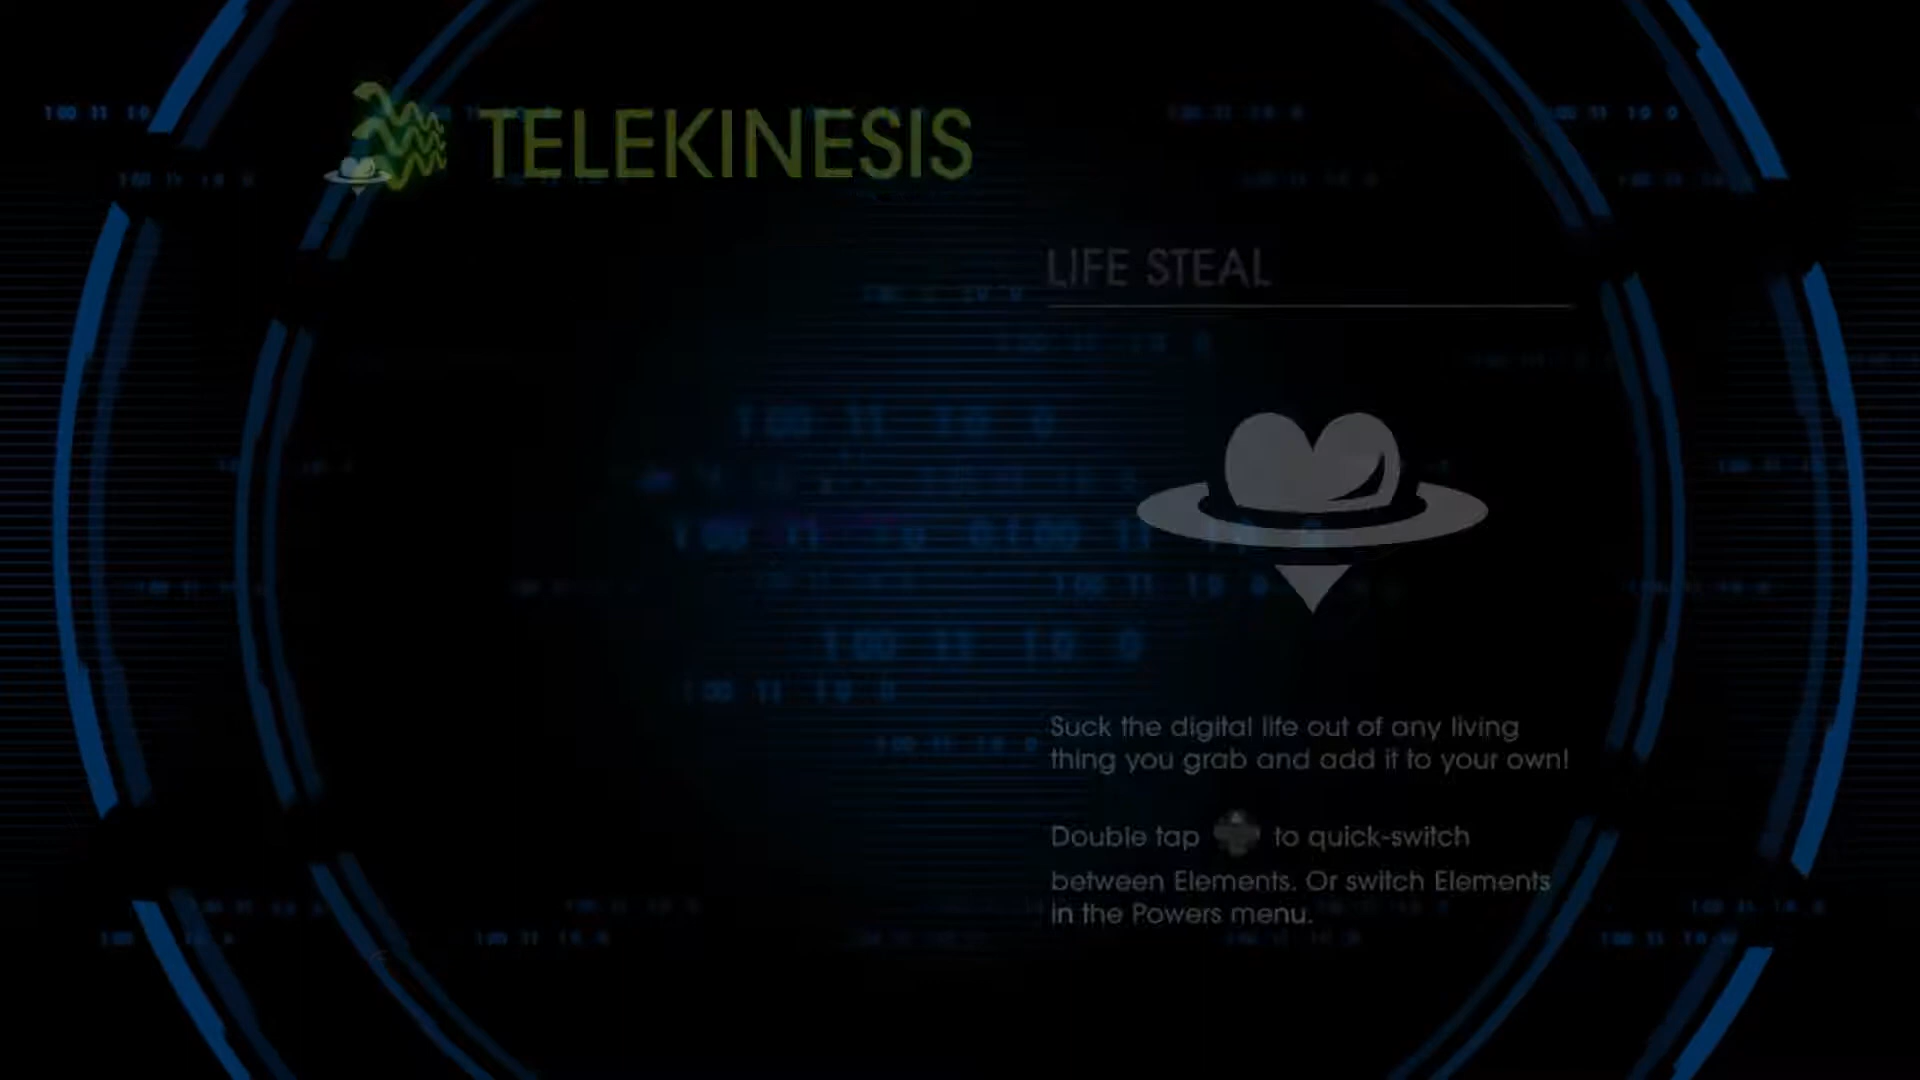 TELEKINESIS
LIFE STEAL
Suck the digital life out of any living
thing you grab and add it to your own!
Double tap to quick-switch
between Elements. Or switch Elements
in the Powers menu.